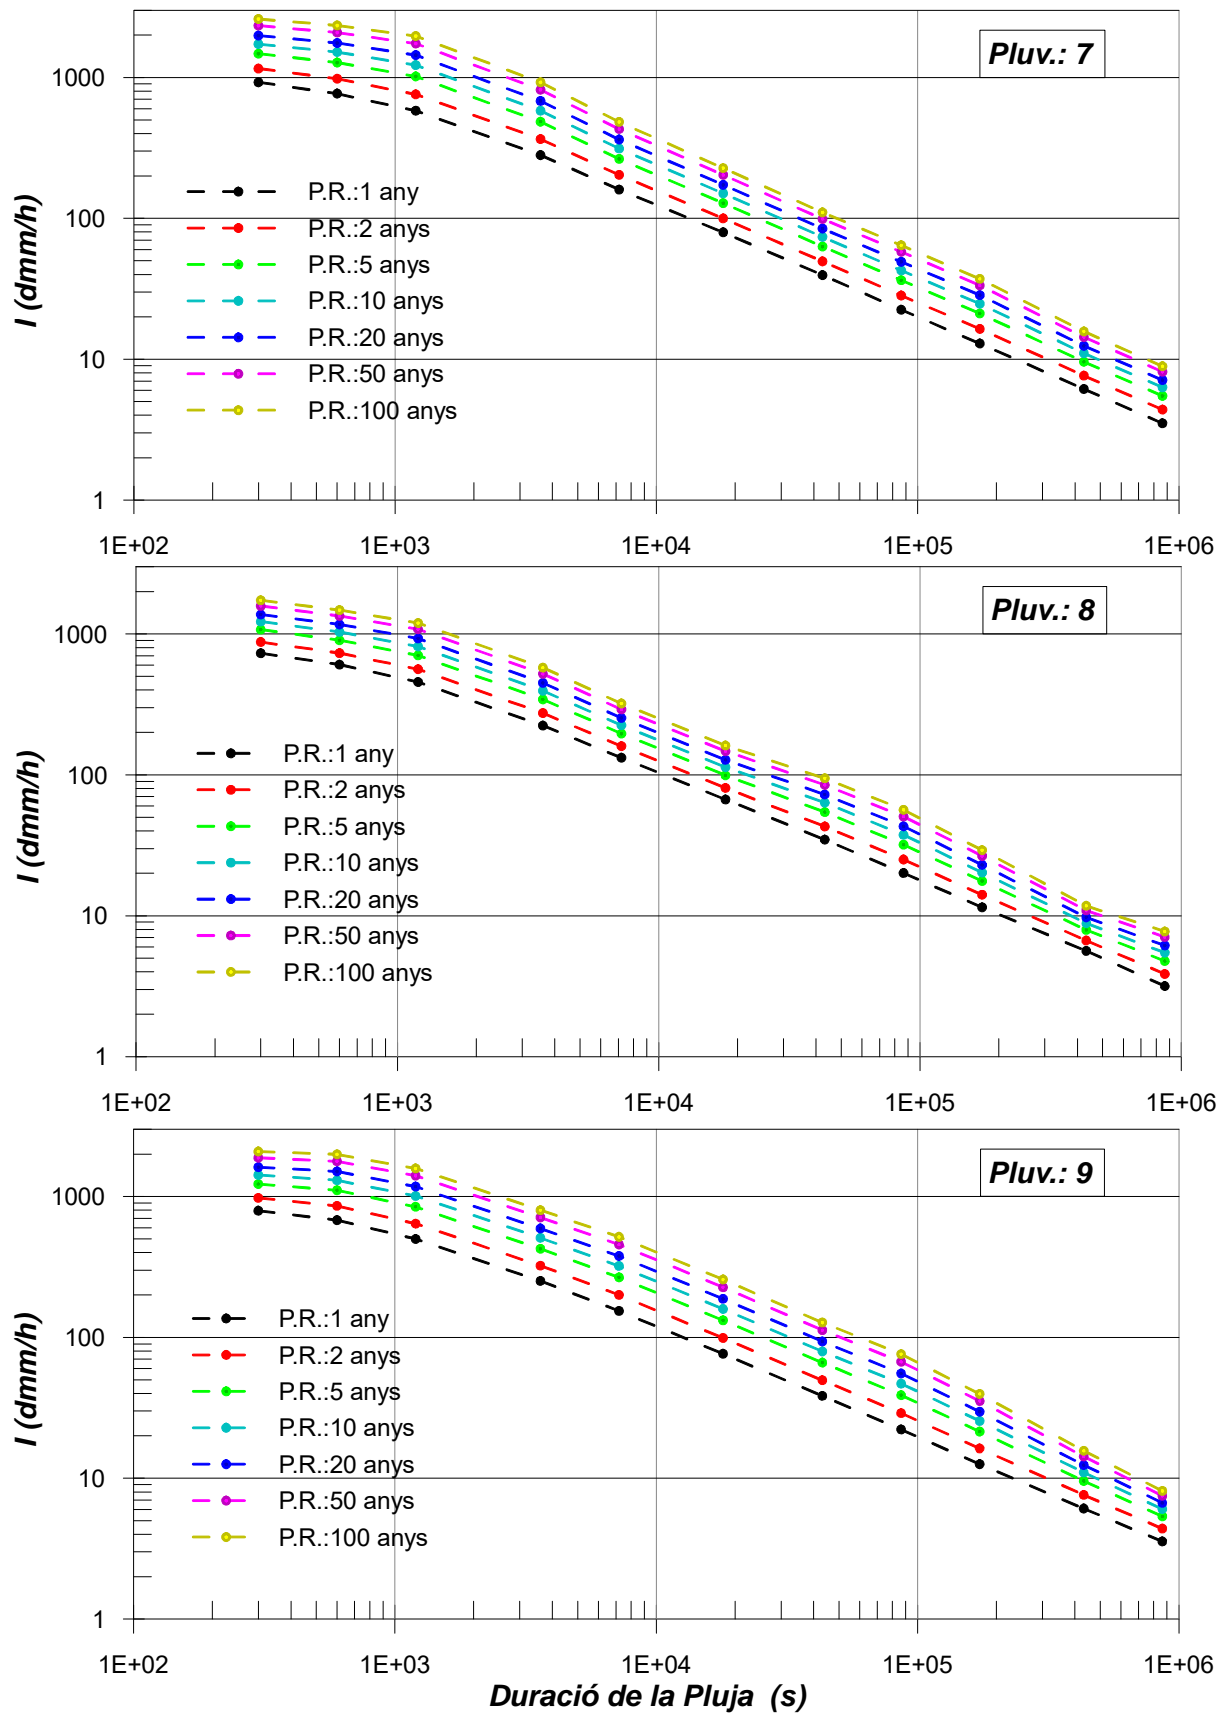 Pluv.: 7
1000
100
10
1
I (dmm/h)
P.R.:1 any
P.R.:2 anys
P.R.:5 anys
P.R.:10 anys
P.R.:20 anys
P.R.:50 anys
P.R.:100 anys
1E+02 1E+03 1E+04 1E+05 1E+06
Pluv.: 8
1000
100
10
1
I (dmm/h)
P.R.:1 any
P.R.:2 anys
P.R.:5 anys
P.R.:10 anys
P.R.:20 anys
P.R.:50 anys
P.R.:100 anys
1E+02 1E+03 1E+04 1E+05 1E+06
Pluv.: 9
1000
100
10
1
I (dmm/h)
P.R.:1 any
P.R.:2 anys
P.R.:5 anys
P.R.:10 anys
P.R.:20 anys
P.R.:50 anys
P.R.:100 anys
1E+02 1E+03 1E+04 1E+05 1E+06
Duració de la Pluja (s)